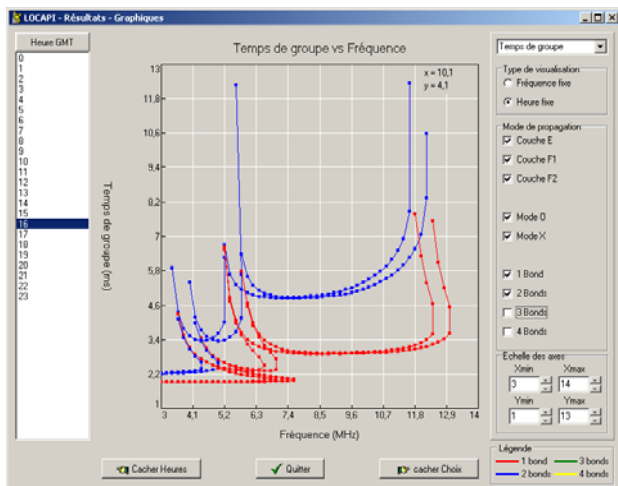 LOCAPI - Résultats - Graphiques
Heure GMT
0
1
2
3
4
5
6
7
8
9
10
11
12
13
14
15
16
17
18
19
20
21
22
23
Temps de groupe vs Fréquence
x = 10,1
y = 4,1
Temps de groupe (ms)
13
11,8
10,6
9,4
8,2
7
5,8
4,6
3,4
2,2
1
3 4,1 5,2 6,3 7,4 8,5 9,6 10,7 11,8 12,9 14
Fréquence (MHz)
Cacher Heures
Quitter
cacher Choix
Temps de groupe
Type de visualisation
Fréquence fixe
Heure fixe
Mode de propagation
Couche E
Couche F1
Couche F2
Mode O
Mode X
1 Bond
2 Bonds
3 Bonds
4 Bonds
Echelle des axes
Xmin Xmax
3 14
Ymin Ymax
1 13
Légende
1 bond 3 bonds
2 bonds 4 bonds